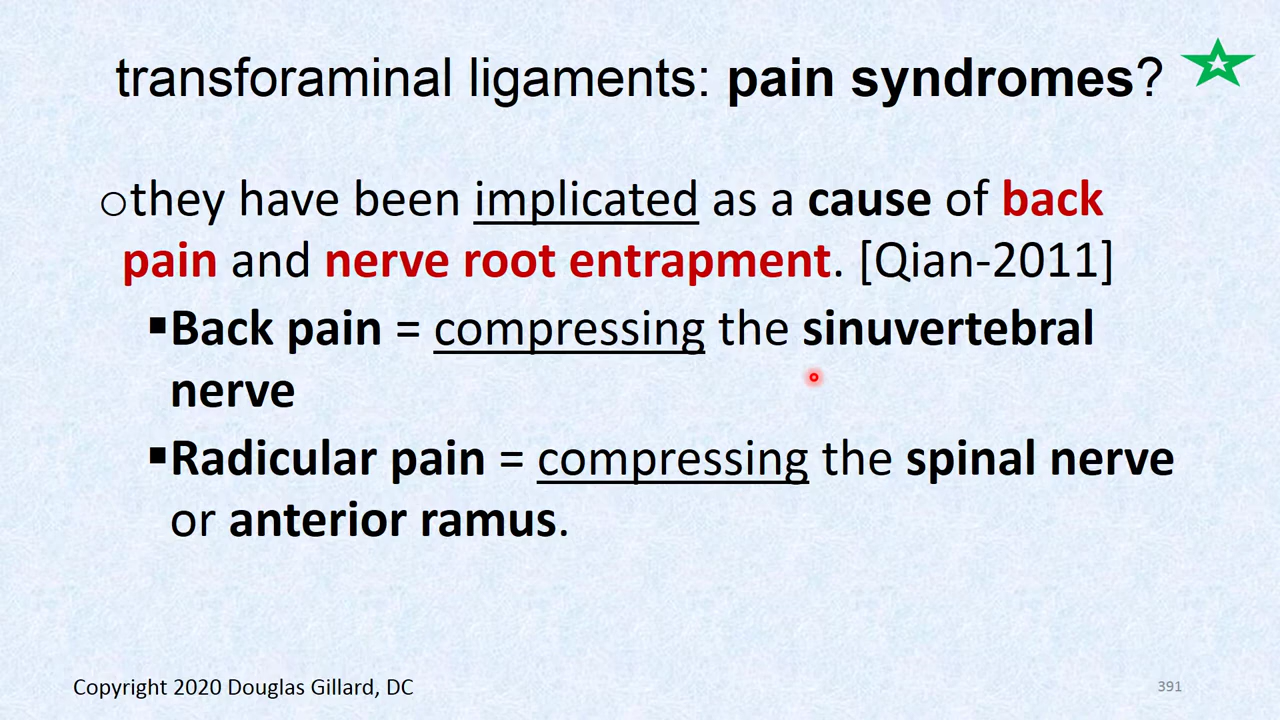 transforaminal ligaments: pain syndromes?
they have been implicated as a cause of back
pain and nerve root entrapment. [Qian-2011]
Back pain = compressing the sinuvertebral
nerve
Radicular pain = compressing the spinal nerve
or anterior ramus.
Copyright 2020 Douglas Gillard, DC
391